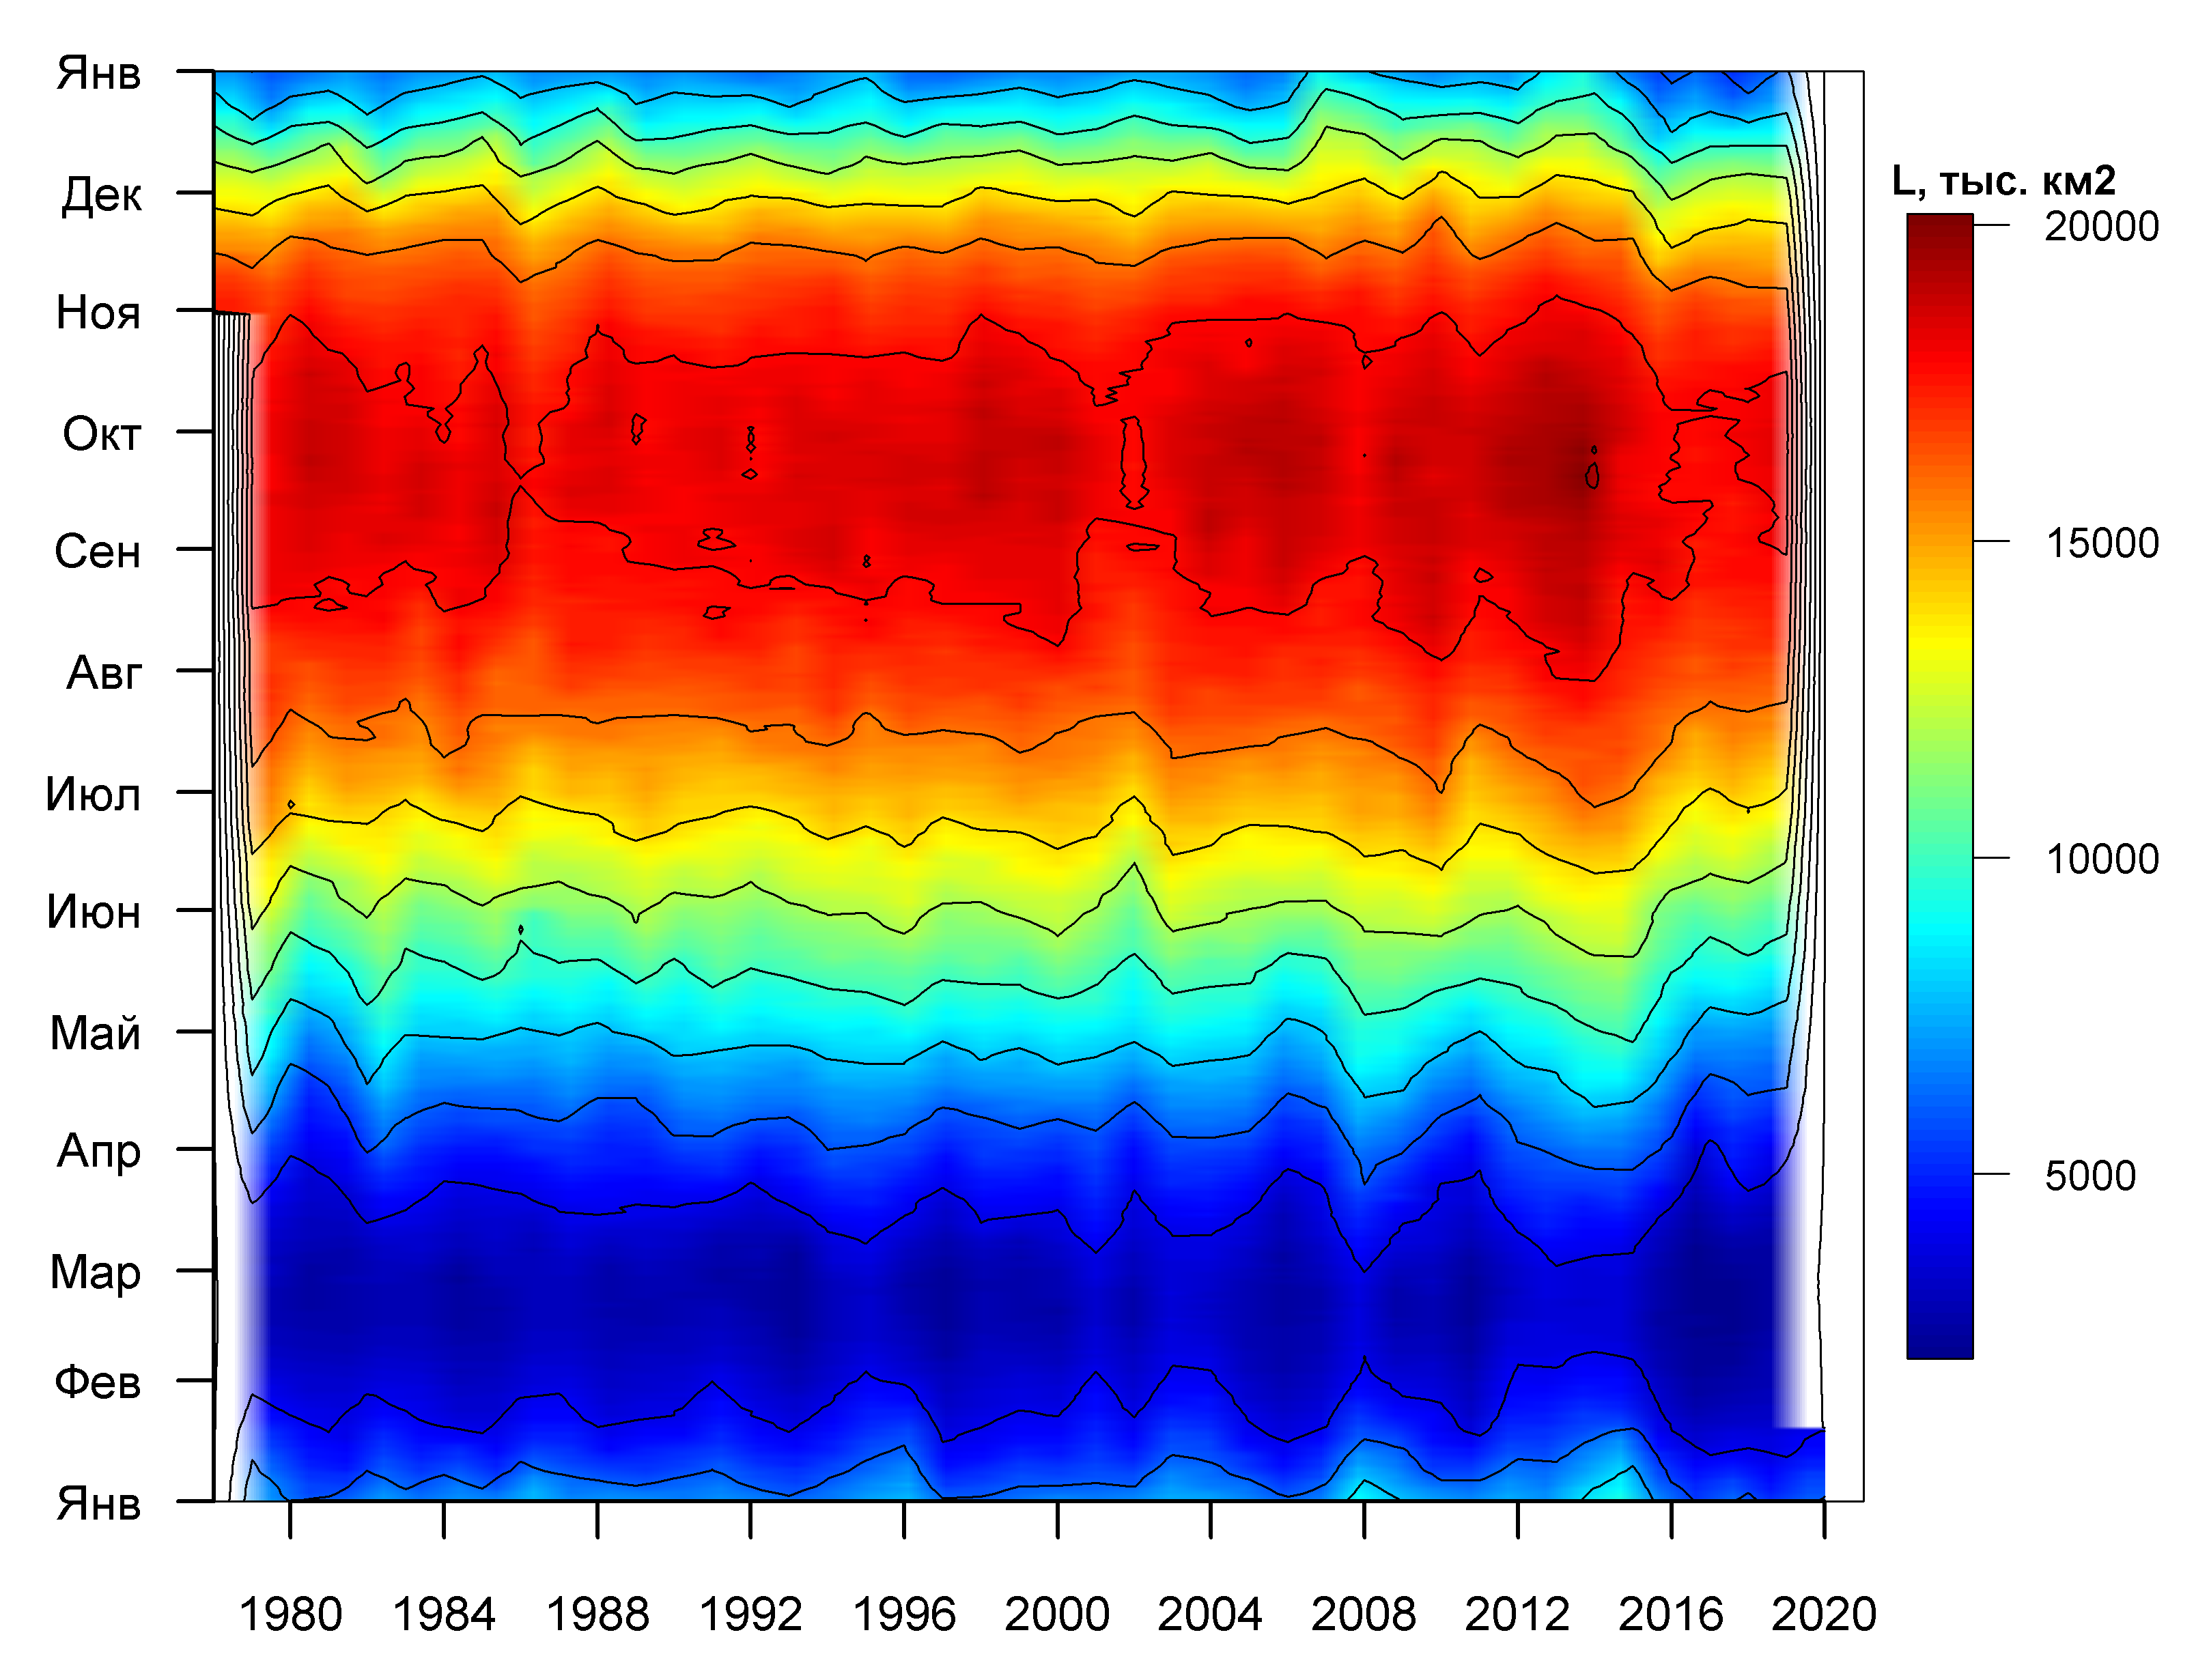 Янв
Дек
Ноя
Окт
Сен
Авг
Июл
Июн
Май
Апр
Мар
Фев
Янв
1980 1984 1988 1992 1996 2000 2004 2008 2012 2016 2020
L, тыс. км2
20000
15000
10000
5000